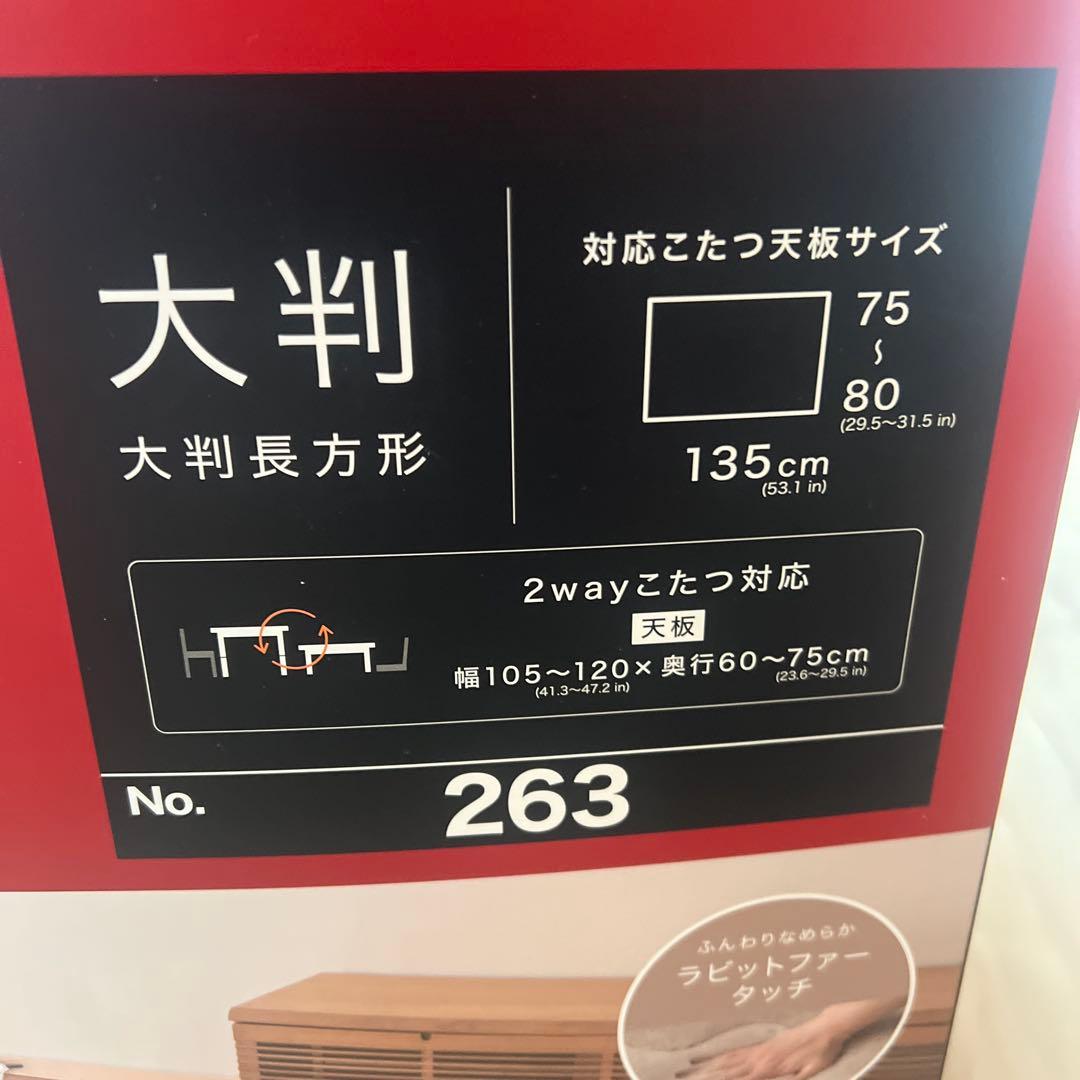 大判
大判長方形
対応こたつ天板サイズ
75
〜
80
(29.5〜31.5 in)
135cm
(53.1 in)
2wayこたつ対応
天板
幅105〜120×奥行60〜75cm
(41.3〜47.2 in)
(23.6〜29.5 in)
No.
263
ふんわりなめらか
ラビットファー
タッチ